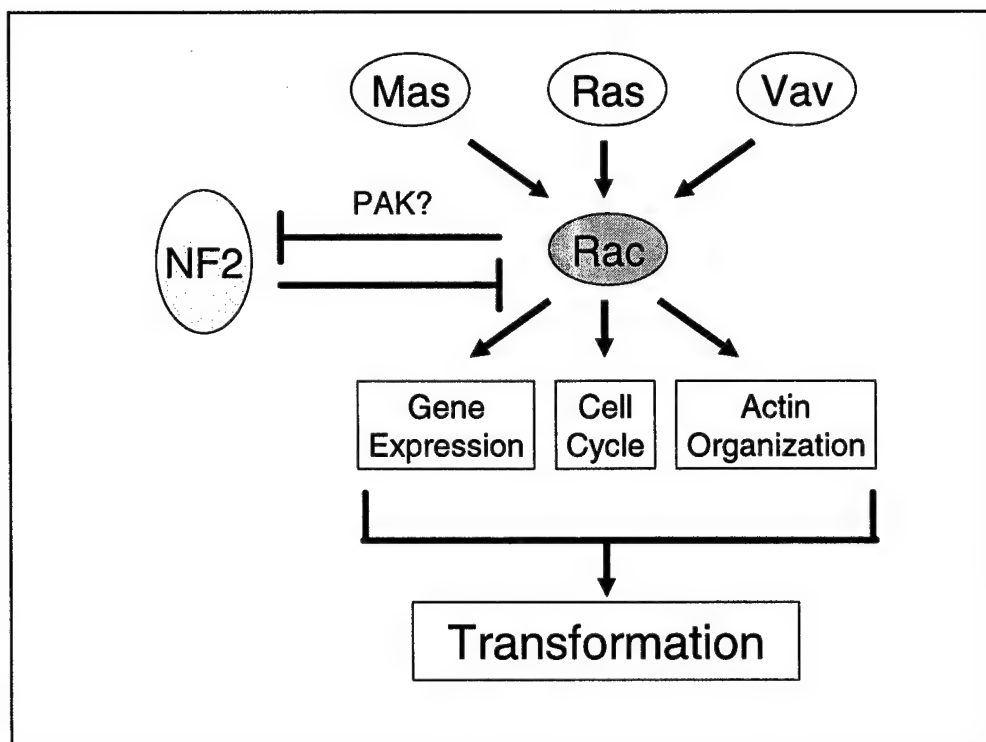 Mas
Ras
Vav
PAK?
NF2
Rac
Gene
Expression
Cell
Cycle
Actin
Organization
Transformation